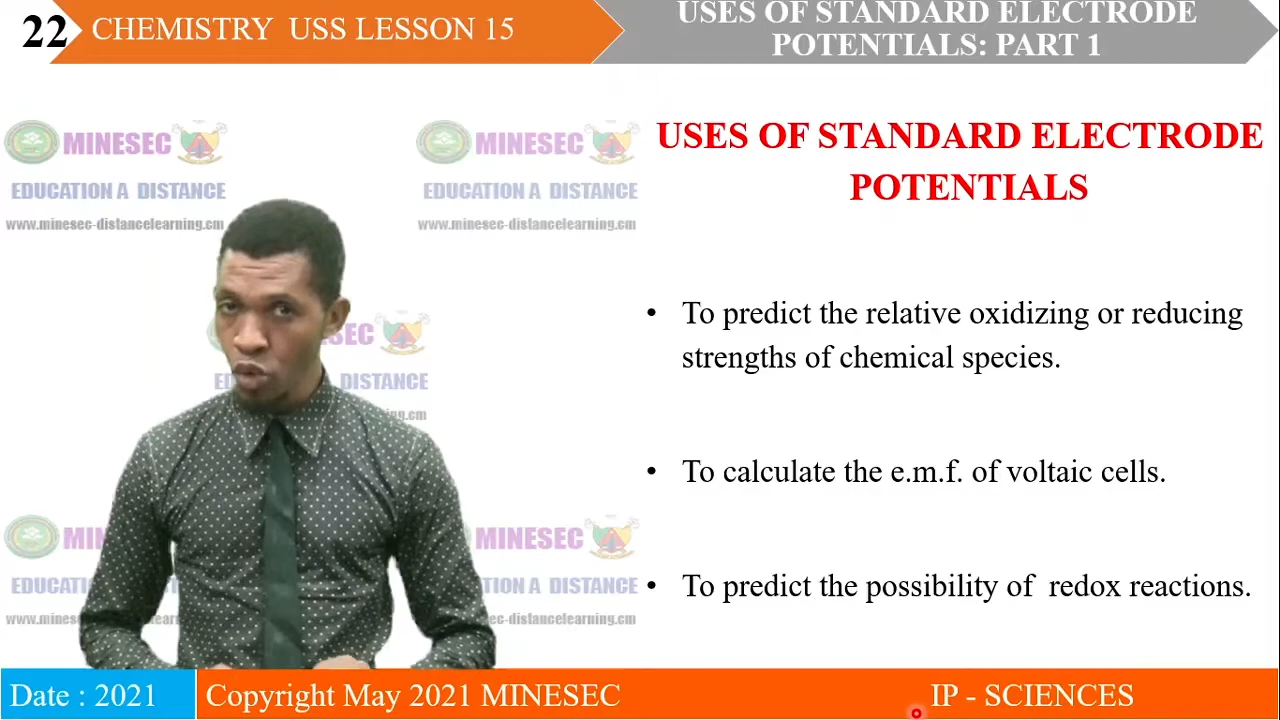 22
CHEMISTRY USS LESSON 15
USES OF STANDARD ELECTRODE
POTENTIALS: PART 1
MINESEC
EDUCATION A DISTANCE
www.minesec-distancelearning.cm
MINESEC
EDUCATION A DISTANCE
www.minesec-distancelearning.cm
USES OF STANDARD ELECTRODE
POTENTIALS
• To predict the relative oxidizing or reducing
strengths of chemical species.
• To calculate the e.m.f. of voltaic cells.
• To predict the possibility of redox reactions.
DISTANCE
MINESEC
DISTANCE
Date : 2021
Copyright May 2021 MINESEC
IP - SCIENCES